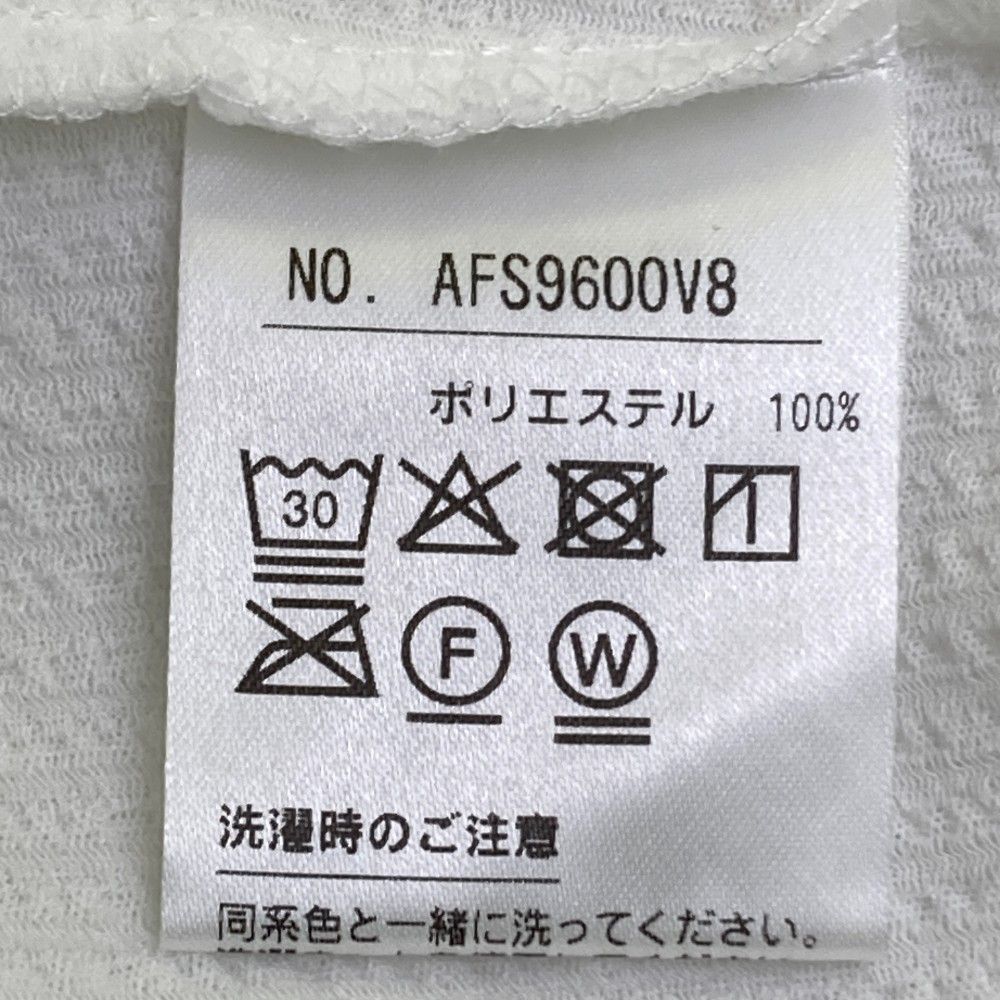 NO. AFS9600V8
ポリエステル 100%
30
F W
洗濯時のご注意
同系色と一緒に洗ってください。